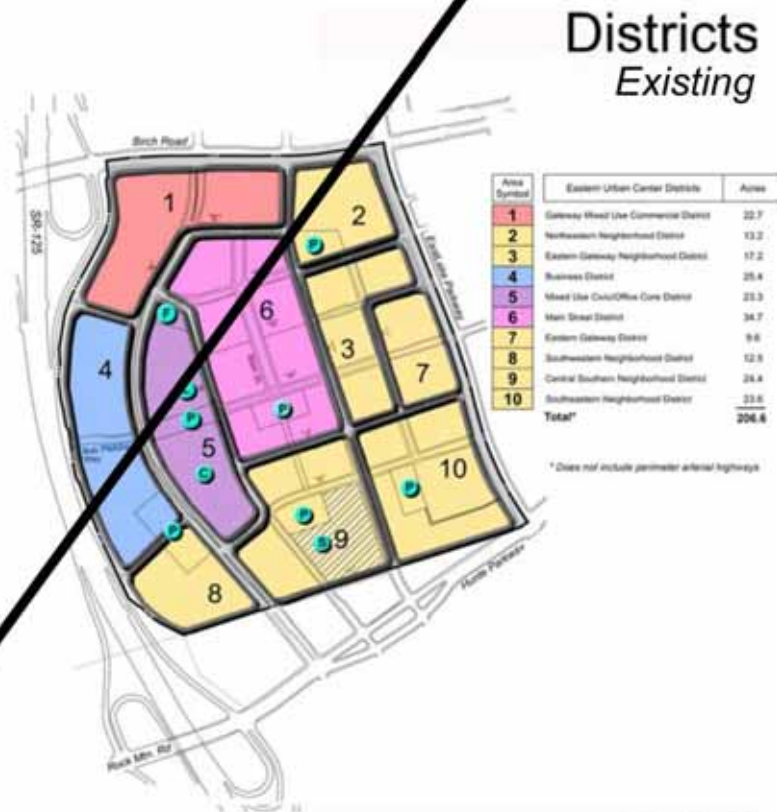 Districts
Existing
Birch Road
SR-125
EastLake Parkway
Hunte Parkway
Rock Mtn. Rd
1
2
3
4
5
6
7
8
9
10
P
P
P
P
P
P
P
Area Symbol Eastern Urban Center Districts Acres
1 Gateway Mixed Use Commercial District 22.7
2 Northeastern Neighborhood District 13.2
3 Eastern Gateway Neighborhood District 17.2
4 Business District 25.4
5 Mixed Use Civic/Office Core District 23.3
6 Main Street District 34.7
7 Eastern Gateway District 9.6
8 Southwestern Neighborhood District 12.5
9 Central Southern Neighborhood District 24.4
10 Southeastern Neighborhood District 23.6
Total* 206.6
* Does not include perimeter arterial highways